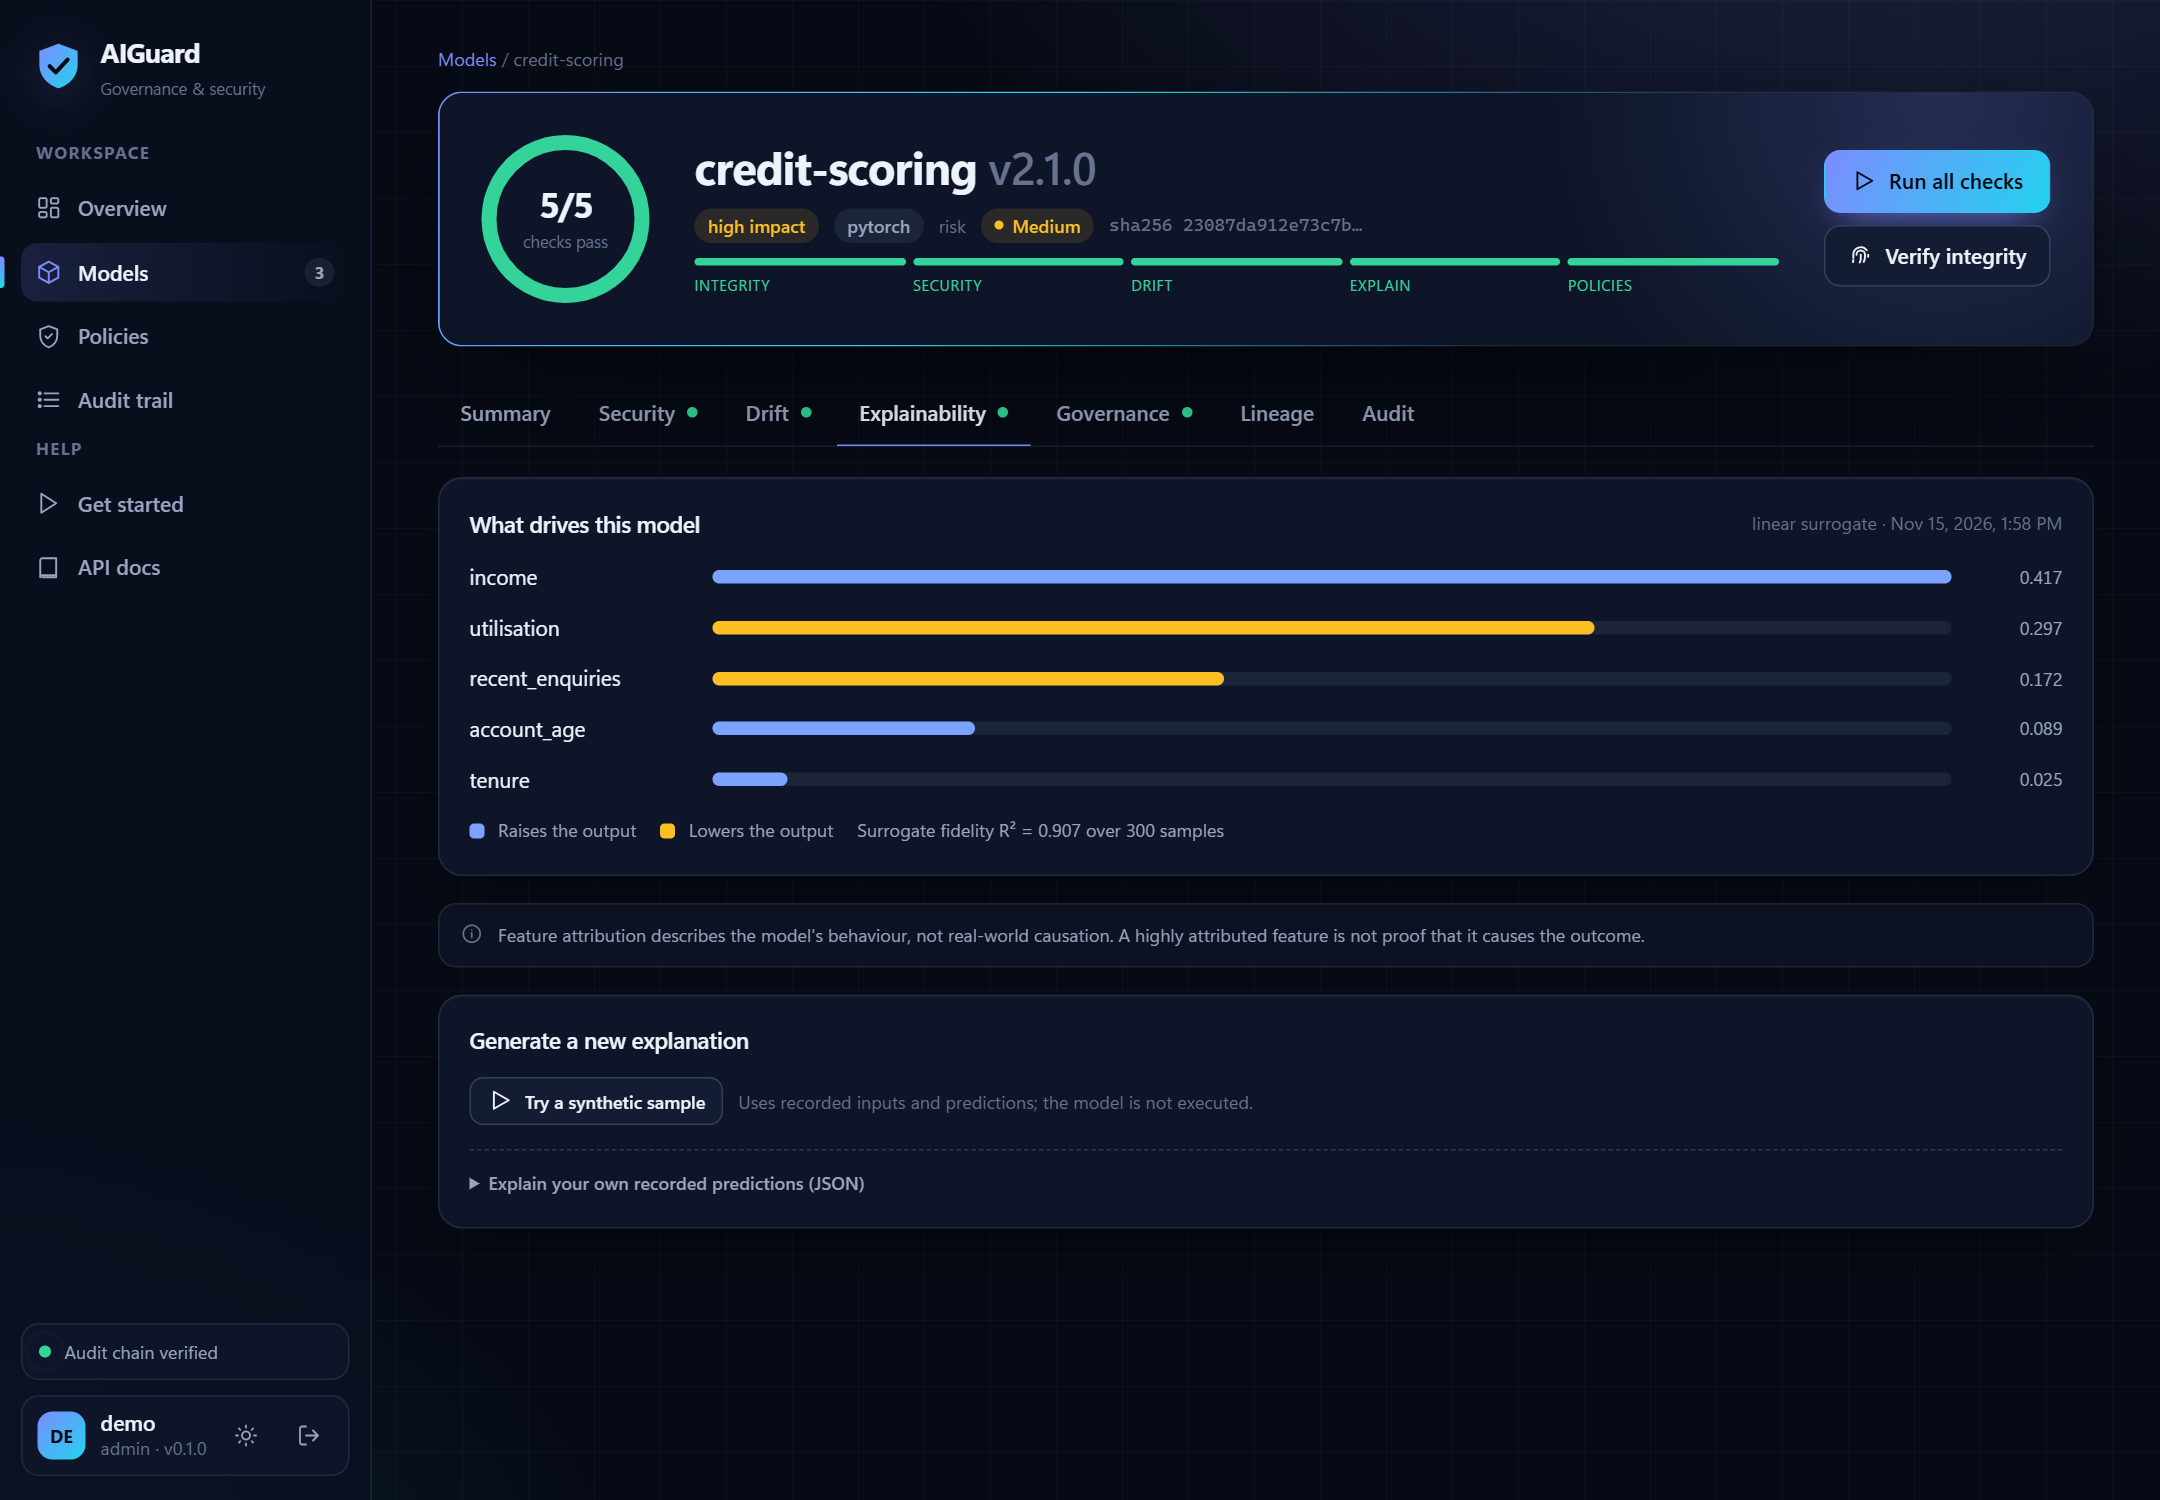 AIGuard
Governance & security
WORKSPACE
Overview
Models 3
Policies
Audit trail
HELP
Get started
API docs
Audit chain verified
DE
demo
admin · v0.1.0
Models / credit-scoring
5/5
checks pass
credit-scoring v2.1.0
high impact pytorch risk Medium sha256 23087da912e73c7b…
INTEGRITY SECURITY DRIFT EXPLAIN POLICIES
Run all checks
Verify integrity
Summary Security Drift Explainability Governance Lineage Audit
What drives this model linear surrogate · Nov 15, 2026, 1:58 PM
income 0.417
utilisation 0.297
recent_enquiries 0.172
account_age 0.089
tenure 0.025
Raises the output Lowers the output Surrogate fidelity R² = 0.907 over 300 samples
Feature attribution describes the model's behaviour, not real-world causation. A highly attributed feature is not proof that it causes the outcome.
Generate a new explanation
Try a synthetic sample Uses recorded inputs and predictions; the model is not executed.
Explain your own recorded predictions (JSON)